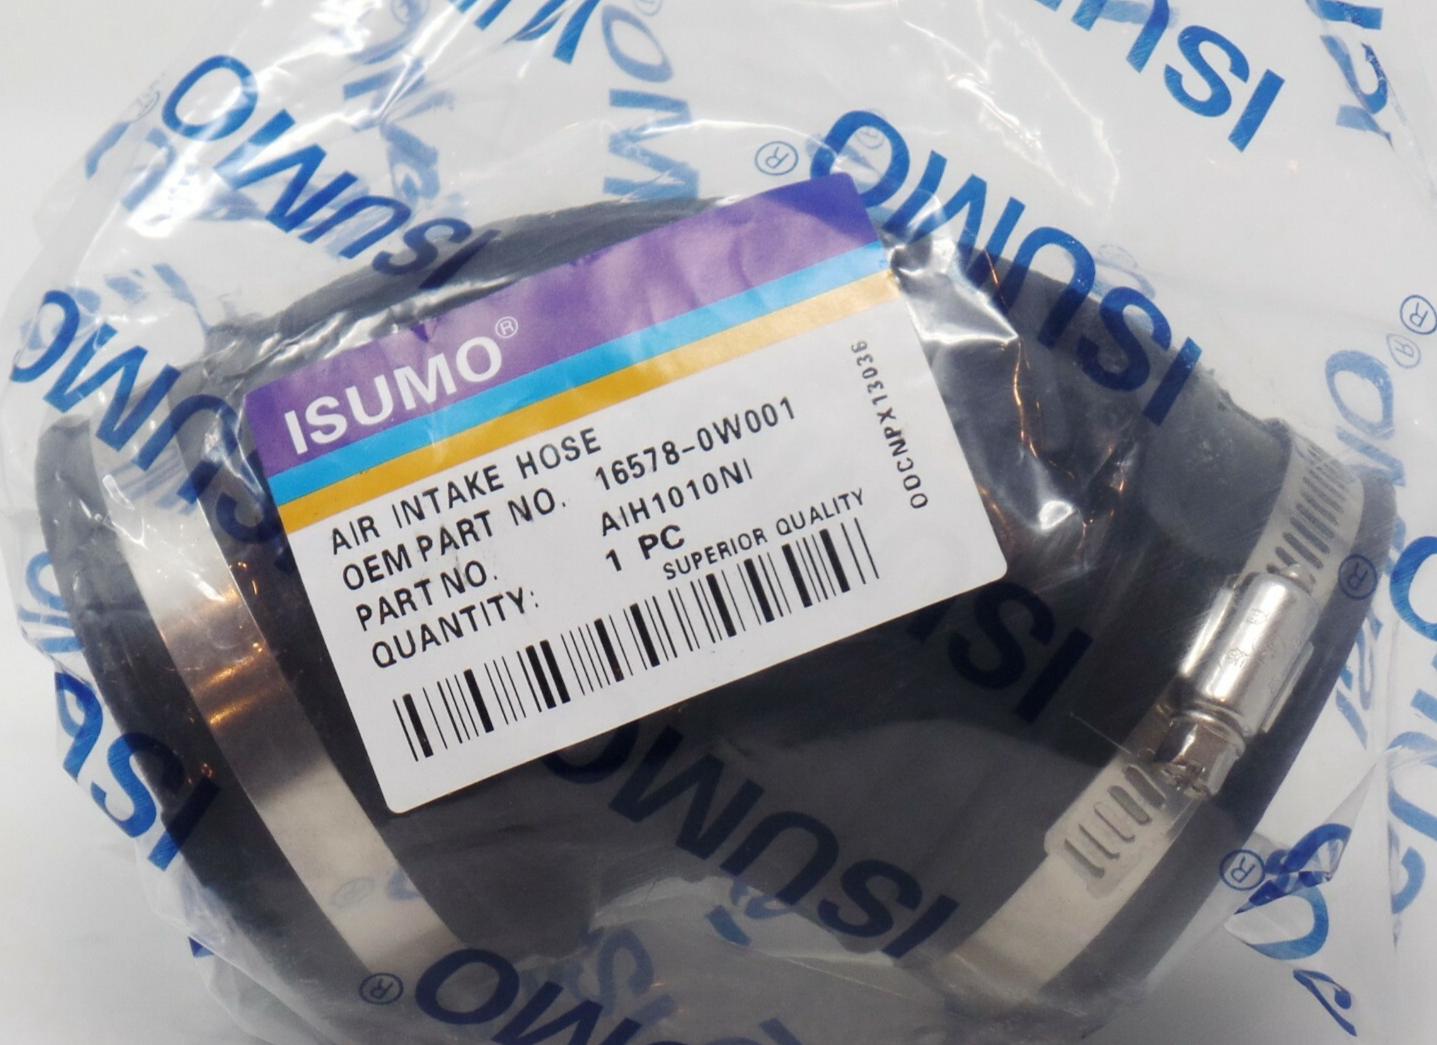 ISUMO®
AIR INTAKE HOSE
OEM PART NO. 16578-0W001
PART NO. AIH1010NI
QUANTITY: 1 PC
SUPERIOR QUALITY
ODCNPX13036
ISUMO®
ISUMO®
ISUMO®
ISUMO®